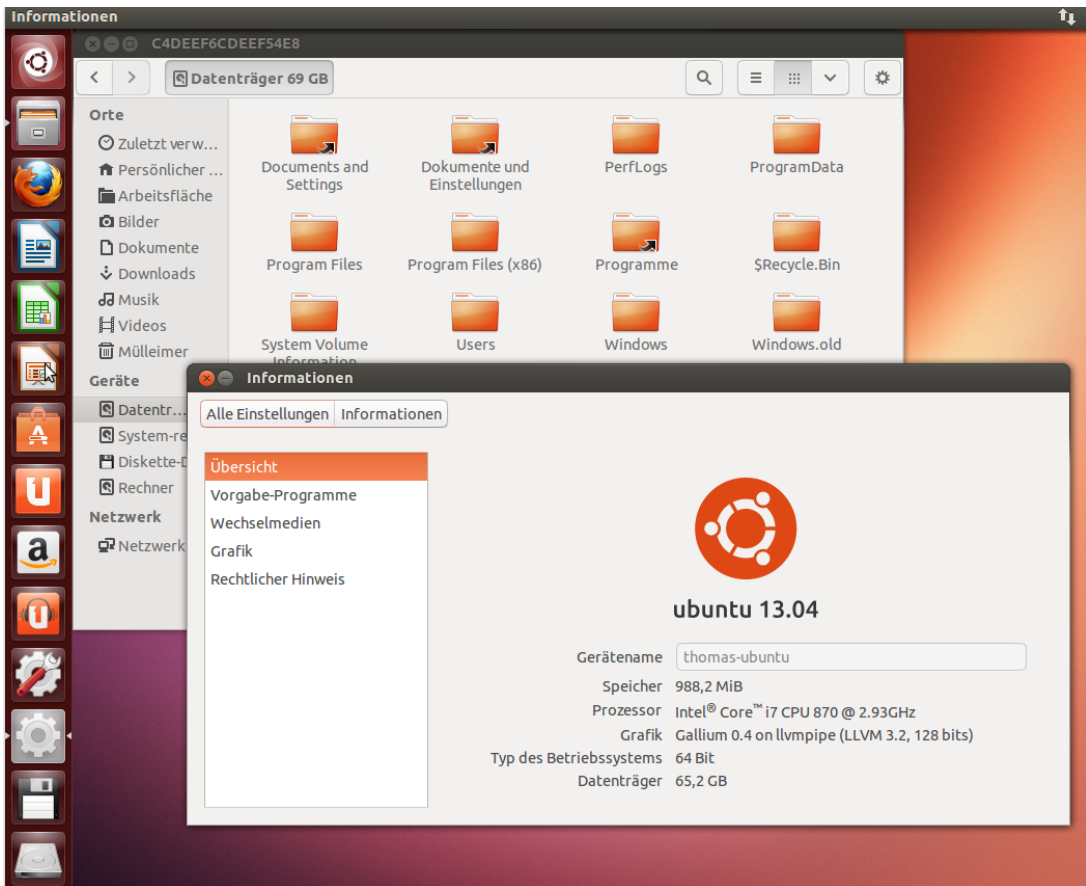 Informationen
C4DEEF6CDEEF54E8
Datenträger 69 GB
Orte
Zuletzt verw...
Persönlicher ...
Arbeitsfläche
Bilder
Dokumente
Downloads
Musik
Videos
Mülleimer
Geräte
Datentr...
System-re
Diskette-D
Rechner
Netzwerk
Netzwerk
Documents and
Settings
Dokumente und
Einstellungen
PerfLogs
ProgramData
Program Files
Program Files (x86)
Programme
$Recycle.Bin
System Volume
Information
Users
Windows
Windows.old
Informationen
Alle Einstellungen
Informationen
Übersicht
Vorgabe-Programme
Wechselmedien
Grafik
Rechtlicher Hinweis
ubuntu 13.04
Gerätename thomas-ubuntu
Speicher 988,2 MiB
Prozessor Intel® Core™ i7 CPU 870 @ 2.93GHz
Grafik Gallium 0.4 on llvmpipe (LLVM 3.2, 128 bits)
Typ des Betriebssystems 64 Bit
Datenträger 65,2 GB